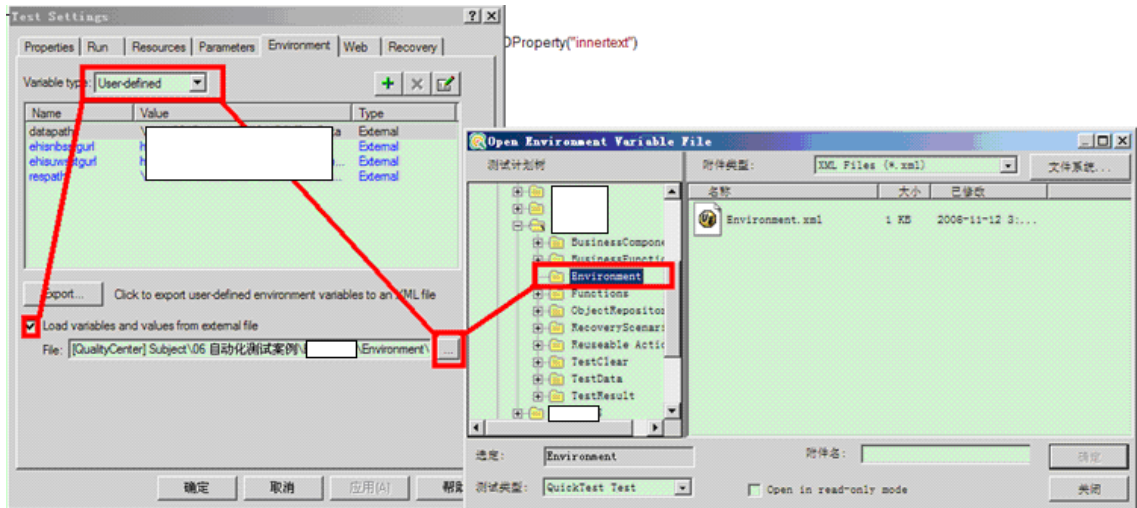 Test Settings
Properties Run Resources Parameters Environment Web Recovery
Variable type: User-defined
Name Value Type
datapath External
External
External
respath External
Export... Click to export user-defined environment variables to an XML file
Load variables and values from external file
File: [QualityCenter] Subject\06 自动化测试案例\ \Environment\ ...
确定 取消 应用(A)
DProperty("innertext")
Open Environment Variable File
测试计划树
附件类型: XML Files (*.xml) 文件系统...
名称 大小 已修改
Environment.xml 1 KB 2008-11-12 3:...
BusinessCompone
BusinessFunctio
Environment
Functions
ObjectRepositor
RecoveryScenar
Reuseable Actio
TestClear
TestData
TestResult
选定: Environment
附件名: 确定
测试类型: QuickTest Test Open in read-only mode 关闭